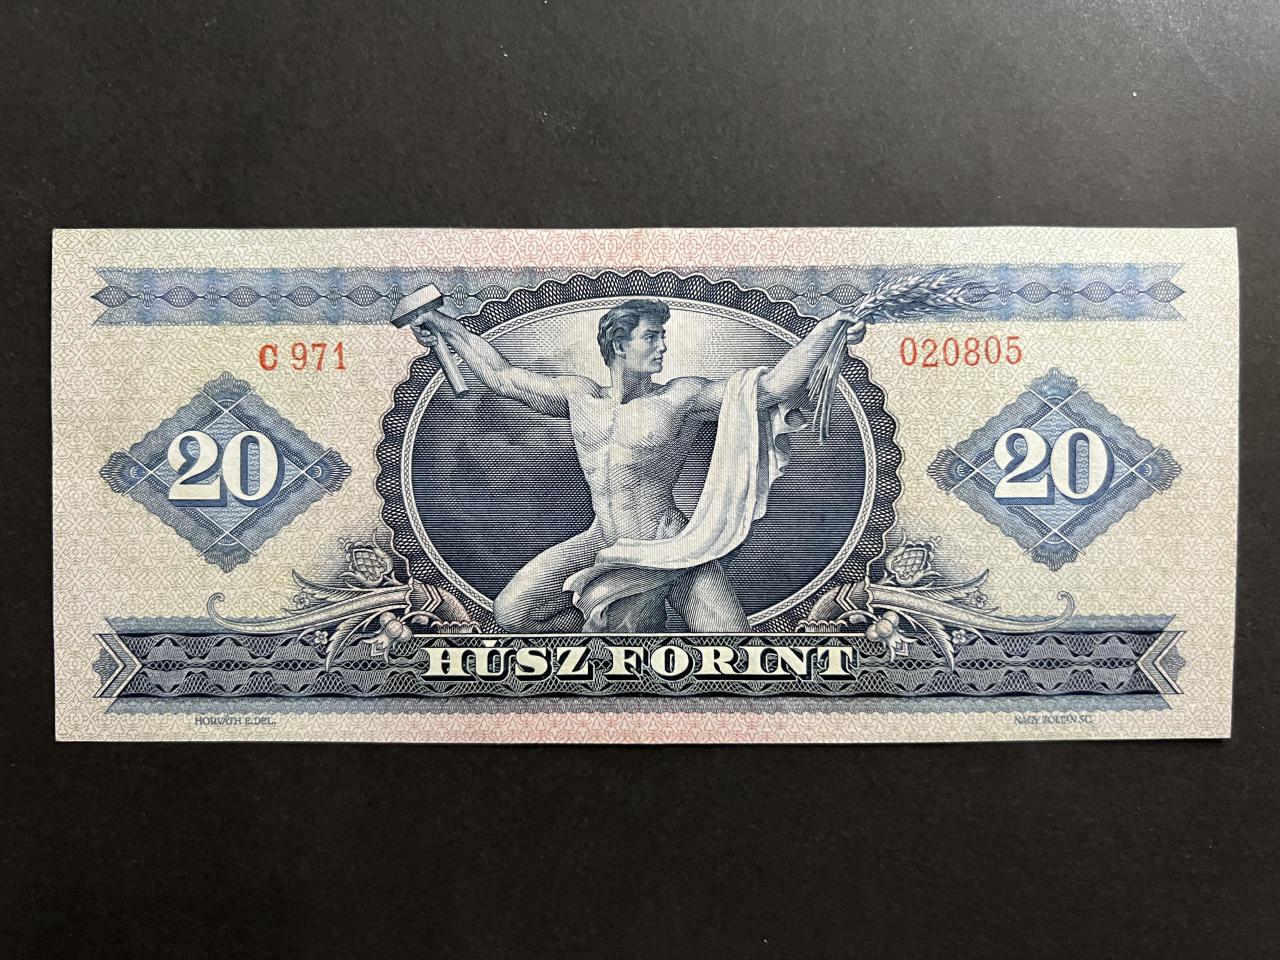 C 971 020805
20 20
HÚSZ FORINT
HORVÁTH E. DEL. NAGY ZOLTÁN SC.